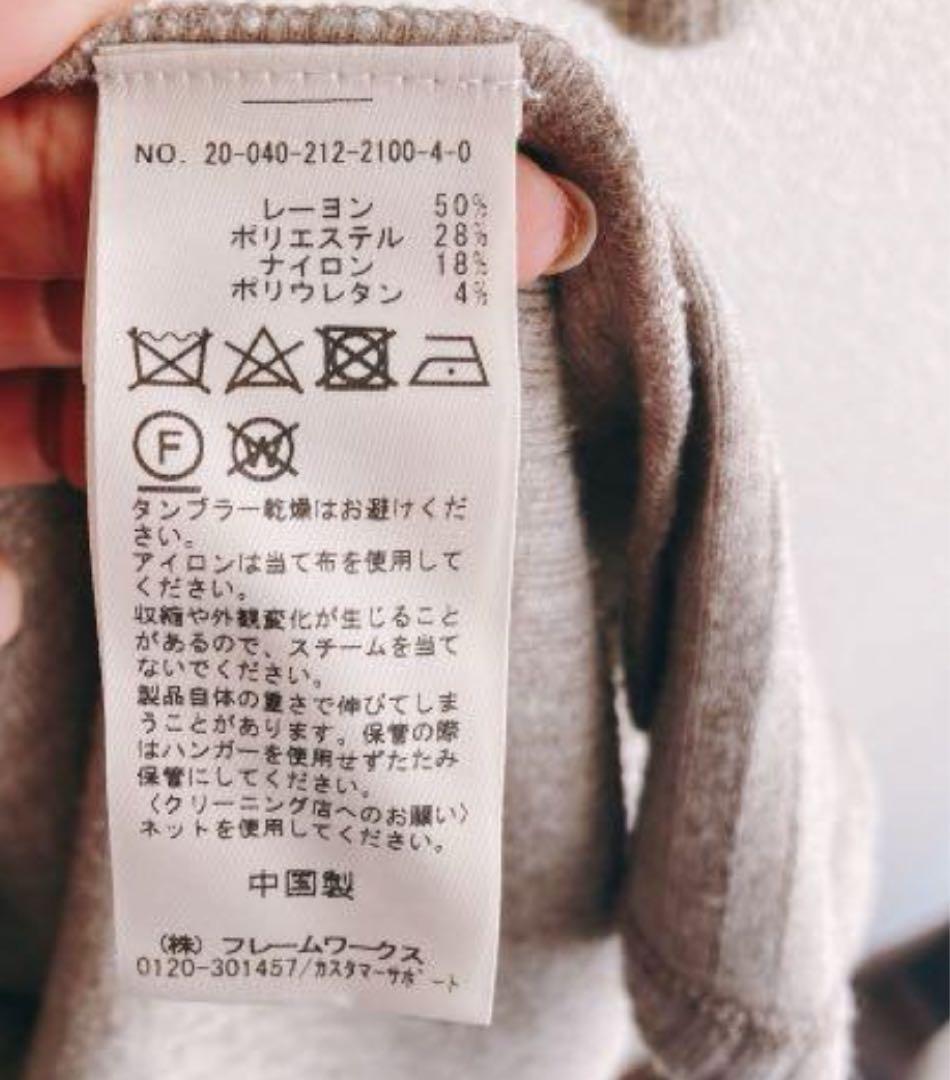 NO. 20-040-212-2100-4-0
レーヨン 50%
ポリエステル 28%
ナイロン 18%
ポリウレタン 4%
F W
タンブラー乾燥はお避けくだ
さい。
アイロンは当て布を使用して
ください。
収縮や外観変化が生じること
があるので、スチームを当て
ないでください。
製品自体の重さで伸びてしま
うことがあります。保管の際
はハンガーを使用せずたたみ
保管にしてください。
〈クリーニング店へのお願い〉
ネットを使用してください。
中国製
(株) フレームワークス
0120-301457/カスタマーサポート